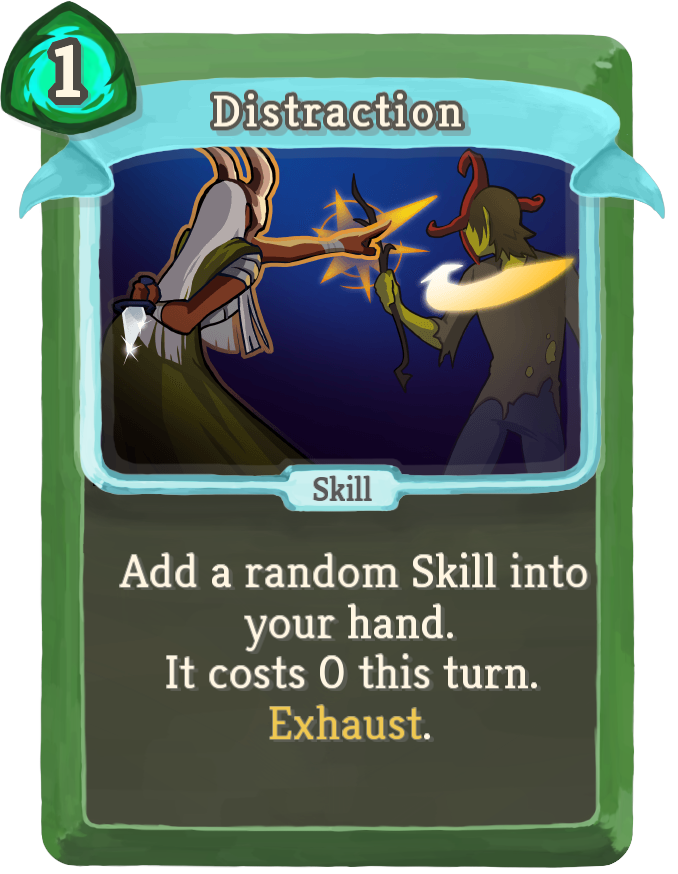 1
Distraction
Skill
Add a random Skill into
your hand.
It costs 0 this turn.
Exhaust.